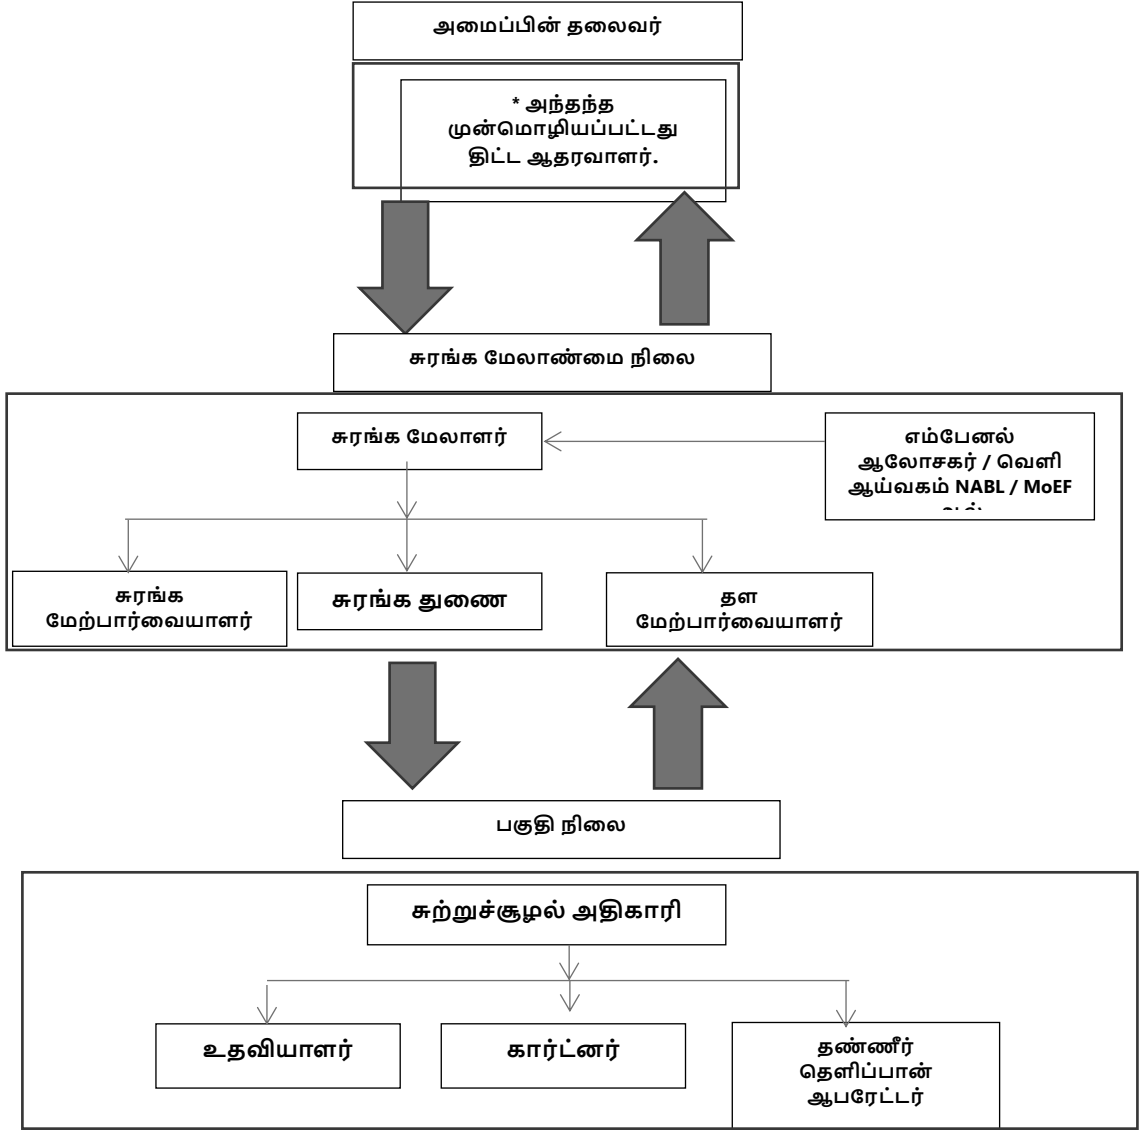 அமைப்பின் தலைவர்
* அந்தந்த
முன்மொழியப்பட்டது
திட்ட ஆதரவாளர்.
சுரங்க மேலாண்மை நிலை
சுரங்க மேலாளர்
எம்பேனல்
ஆலோசகர் / வெளி
ஆய்வகம் NABL / MoEF
சுரங்க
மேற்பார்வையாளர்
சுரங்க துணை
தள
மேற்பார்வையாளர்
பகுதி நிலை
சுற்றுச்சூழல் அதிகாரி
உதவியாளர்
கார்ட்னர்
தண்ணீர்
தெளிப்பான்
ஆபரேட்டர்